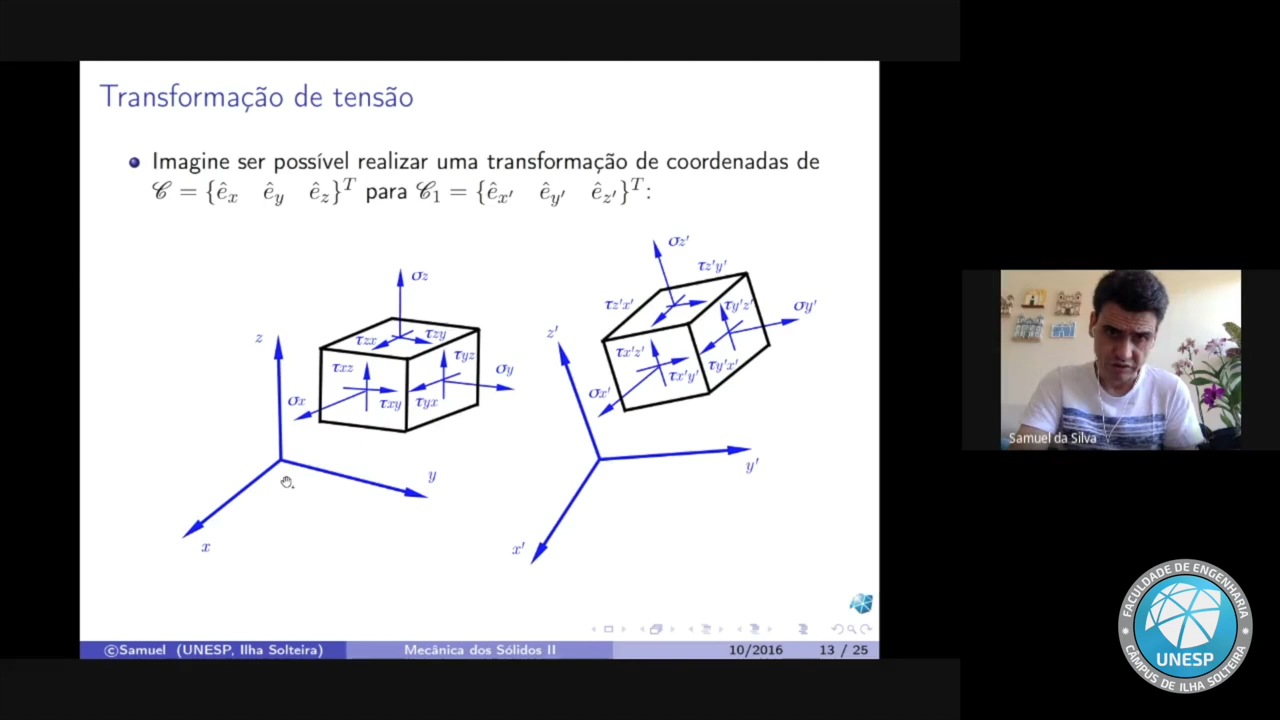 Transformação de tensão
Imagine ser possível realizar uma transformação de coordenadas de
𝒞 = {ê_x ê_y ê_z}^T para 𝒞_1 = {ê_x' ê_y' ê_z'}^T:
σz
τzx
τzy
τxz
τyz
σx
τxy
τyx
σy
z
y
x
σz'
τz'y'
τz'x'
τy'z'
σy'
τx'z'
τx'y'
τy'x'
σx'
z'
y'
x'
Samuel da Silva
©Samuel (UNESP, Ilha Solteira)
Mecânica dos Sólidos II
10/2016
13 / 25
FACULDADE DE ENGENHARIA
UNESP
CÂMPUS DE ILHA SOLTEIRA